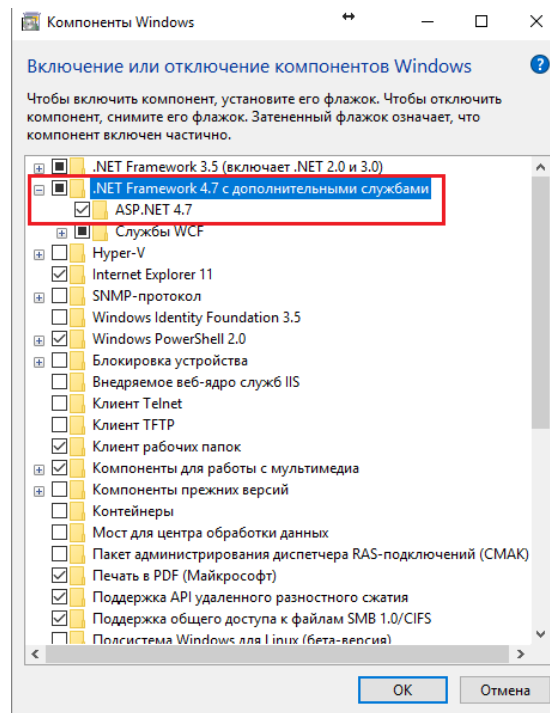 Компоненты Windows
Включение или отключение компонентов Windows
?
Чтобы включить компонент, установите его флажок. Чтобы отключить
компонент, снимите его флажок. Затененный флажок означает, что
компонент включен частично.
.NET Framework 3.5 (включает .NET 2.0 и 3.0)
.NET Framework 4.7 с дополнительными службами
ASP.NET 4.7
Службы WCF
Hyper-V
Internet Explorer 11
SNMP-протокол
Windows Identity Foundation 3.5
Windows PowerShell 2.0
Блокировка устройства
Внедряемое веб-ядро служб IIS
Клиент Telnet
Клиент TFTP
Клиент рабочих папок
Компоненты для работы с мультимедиа
Компоненты прежних версий
Контейнеры
Мост для центра обработки данных
Пакет администрирования диспетчера RAS-подключений (CMAK)
Печать в PDF (Майкрософт)
Поддержка API удаленного разностного сжатия
Поддержка общего доступа к файлам SMB 1.0/CIFS
Подсистема Windows для Linux (бета-версия)
OK
Отмена